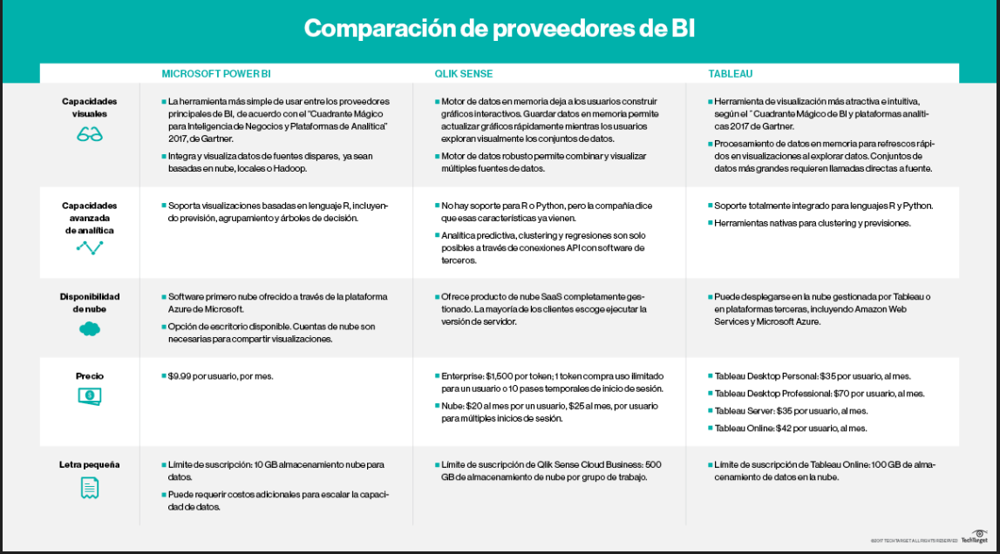 Comparación de proveedores de BI
MICROSOFT POWER BI
QLIK SENSE
TABLEAU
Capacidades
visuales
La herramienta más simple de usar entre los proveedores
principales de BI, de acordo con el "Cuadrante Mágico
para Inteligencia de Negocios y Plataformas de Analítica"
2017, de Gartner.
Integra y visualiza datos de fuentes dispares, ya sean
basadas en nube, locales o Hadoop.
Motor de datos en memoria deja a los usuarios construir
gráficos interactivos. Guardar datos en memoria permite
actualizar gráficos rápidamente mientras los usuarios
exploran visualmente los conjuntos de datos.
Motor de datos robusto permite combinar y visualizar
múltiples fuentes de datos.
Herramienta de visualización más atractiva e intuitiva,
según el " Cuadrante Mágico de BI y plataformas analíti-
cas 2017 de Gartner.
Procesamiento de datos en memoria para refrescos rápi-
dos en visualizaciones al explorar datos. Conjuntos de
datos más grandes requieren llamadas directas a fuente.
Capacidades
avanzada
de analítica
Soporta visualizaciones basadas en lenguaje R, incluyen-
do previsión, agrupamiento y árboles de decisión.
No hay soporte para R o Python, pero la compañía dice
que esas características ya vienen.
Analítica predictiva, clustering y regresiones son solo
posibles a través de conexiones API con software de
terceros.
Soporte totalmente integrado para lenguajes R y Python.
Herramientas nativas para clustering y previsiones.
Disponibilidad
de nube
Software primero nube ofrecido a través de la plataforma
Azure de Microsoft.
Opción de escritorio disponible. Cuentas de nube son
necesarias para compartir visualizaciones.
Ofrece producto de nube SaaS completamente ges-
tionado. La mayoría de los clientes escoge ejecutar la
versión de servidor.
Puede desplegarse en la nube gestionada por Tableau o
en plataformas terceras, incluyendo Amazon Web
Services y Microsoft Azure.
Precio
$9.99 por usuario, por mes.
Enterprise: $1,500 por token; 1 token compra uso ilimitado
para un usuario o 10 pases temporales de inicio de sesión.
Nube: $20 al mes por un usuario, $25 al mes, por usuario
para múltiples inicios de sesión.
Tableau Desktop Personal: $35 por usuario, al mes.
Tableau Desktop Professional: $70 por usuario, al mes.
Tableau Server: $35 por usuario, al mes.
Tableau Online: $42 por usuario, al mes.
Letra pequeña
Límite de suscripción: 10 GB almacenamiento nube para
datos.
Puede requerir costos adicionales para escalar la capaci-
dad de datos.
Límite de suscripción de Qlik Sense Cloud Business: 500
GB de almacenamiento de nube por grupo de trabajo.
Límite de suscripción de Tableau Online: 100 GB de alma-
cenamiento de datos en la nube.
©2017 TECHTARGET ALL RIGHTS RESERVED TechTarget